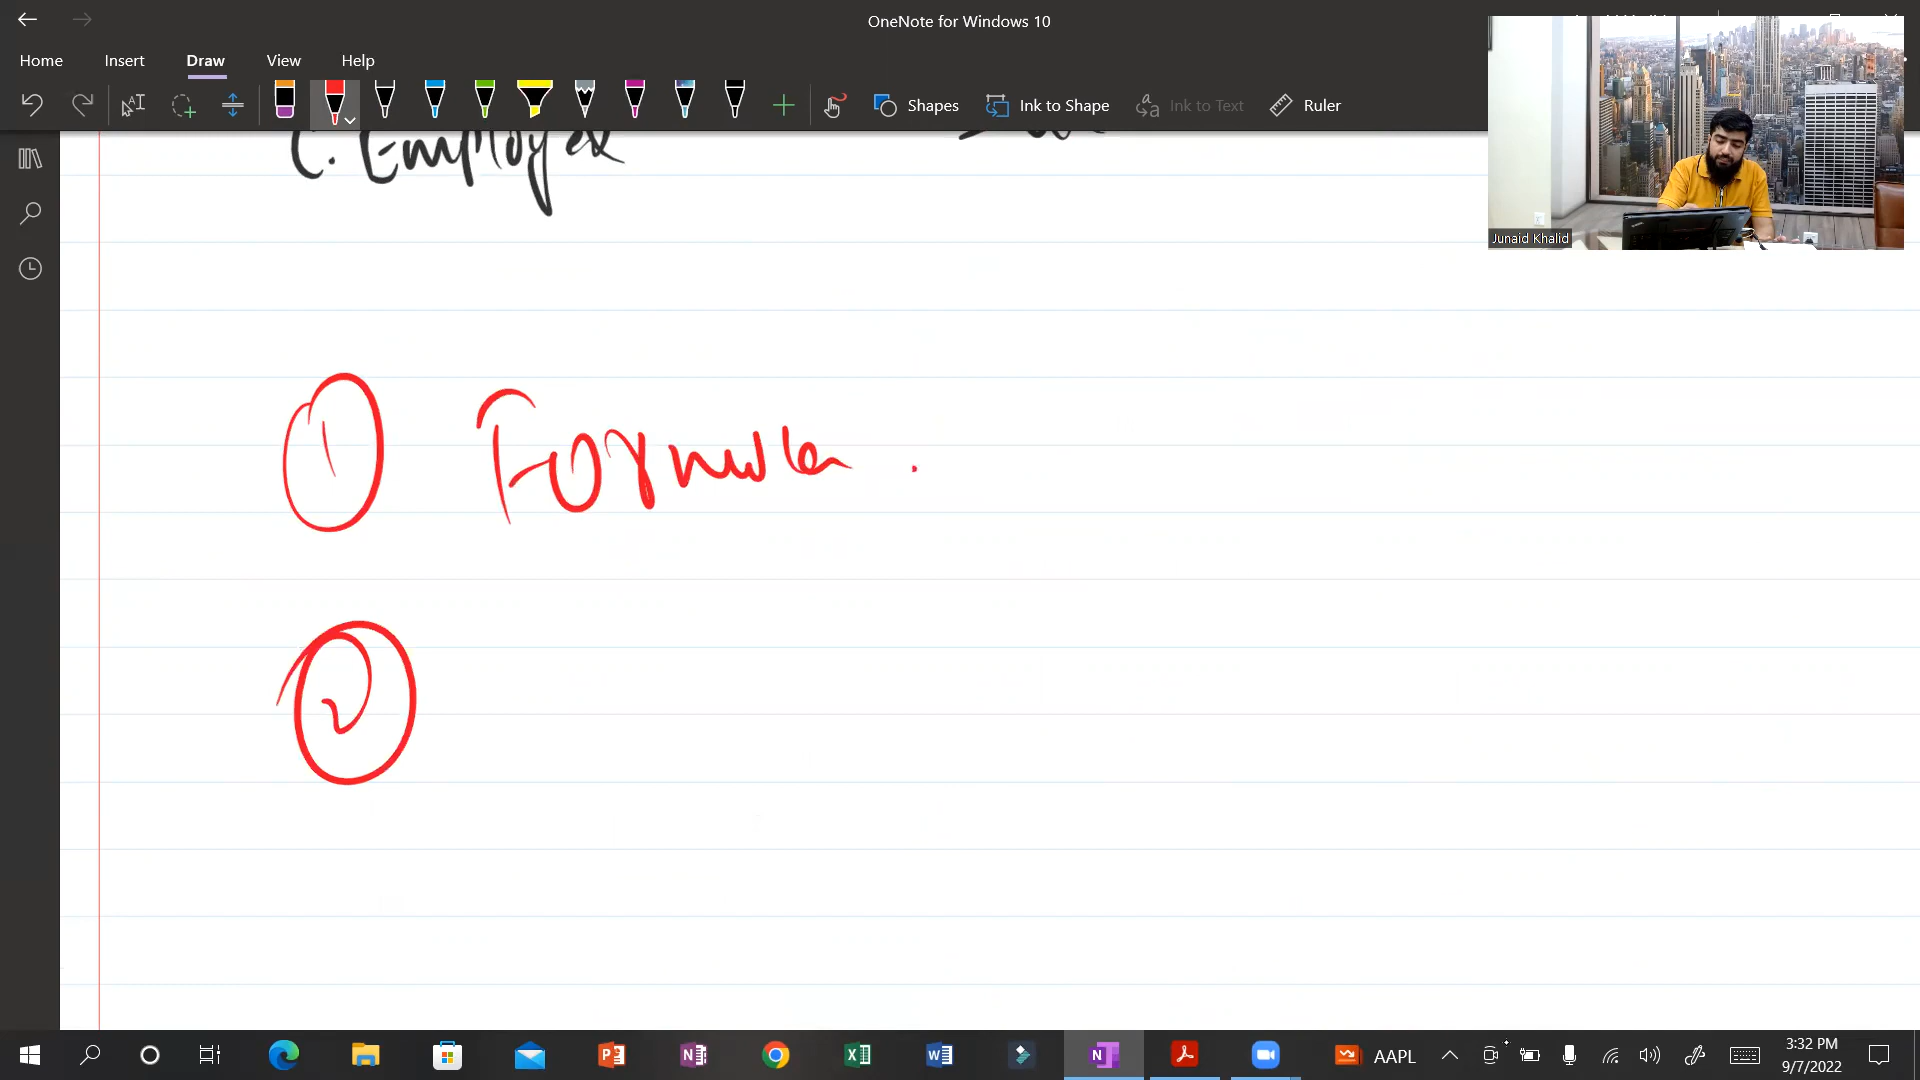 OneNote for Windows 10
Home Insert Draw View Help
Shapes Ink to Shape Ink to Text Ruler
C. Employee
Junaid Khalid
1 Formula .
2
AAPL
3:32 PM
9/7/2022